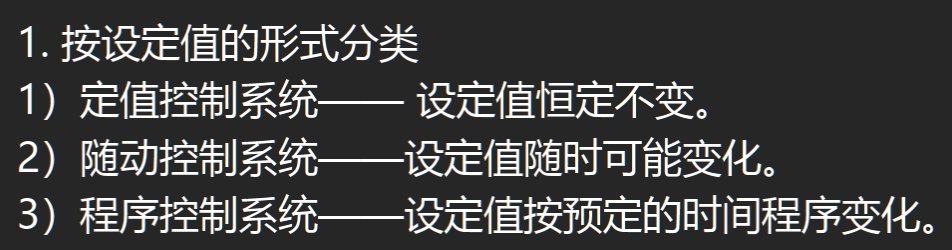 1. 按设定值的形式分类
1）定值控制系统—— 设定值恒定不变。
2）随动控制系统——设定值随时可能变化。
3）程序控制系统——设定值按预定的时间程序变化。